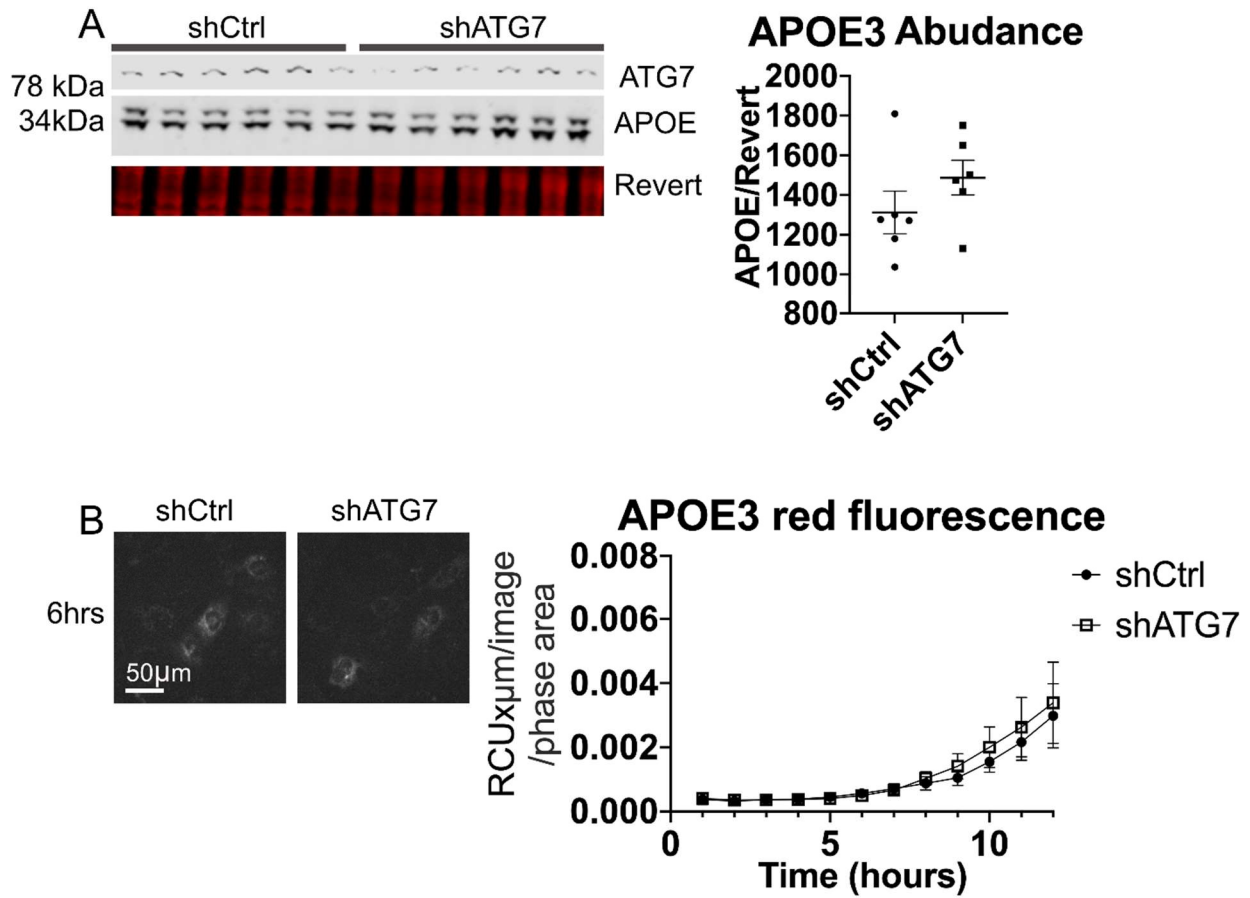 A
shCtrl
shATG7
78 kDa
ATG7
34kDa
APOE
Revert
APOE3 Abudance
APOE/Revert
2000
1800
1600
1400
1200
1000
800
shCtrl
shATG7
B
shCtrl
shATG7
6hrs
50µm
APOE3 red fluorescence
RCUxµm/image
/phase area
0.008
0.006
0.004
0.002
0.000
0
5
10
Time (hours)
shCtrl
shATG7